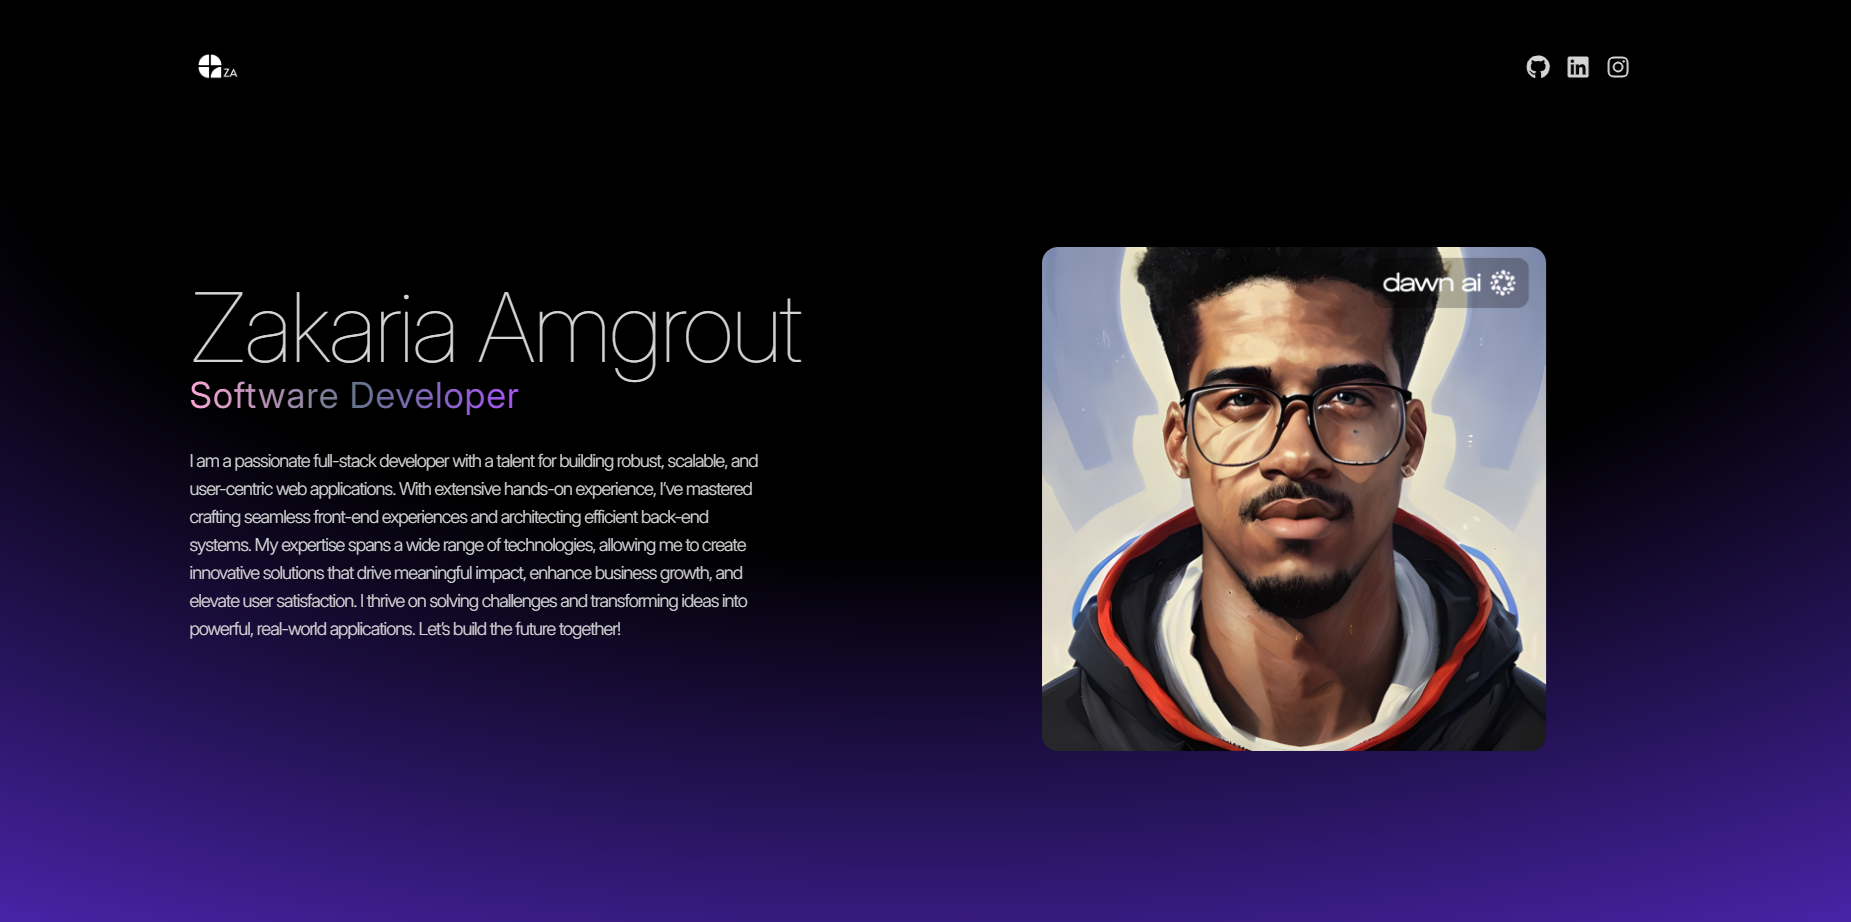 ZA
Zakaria Amgrout
Software Developer
I am a passionate full-stack developer with a talent for building robust, scalable, and
user-centric web applications. With extensive hands-on experience, I've mastered
crafting seamless front-end experiences and architecting efficient back-end
systems. My expertise spans a wide range of technologies, allowing me to create
innovative solutions that drive meaningful impact, enhance business growth, and
elevate user satisfaction. I thrive on solving challenges and transforming ideas into
powerful, real-world applications. Let's build the future together!
dawn ai